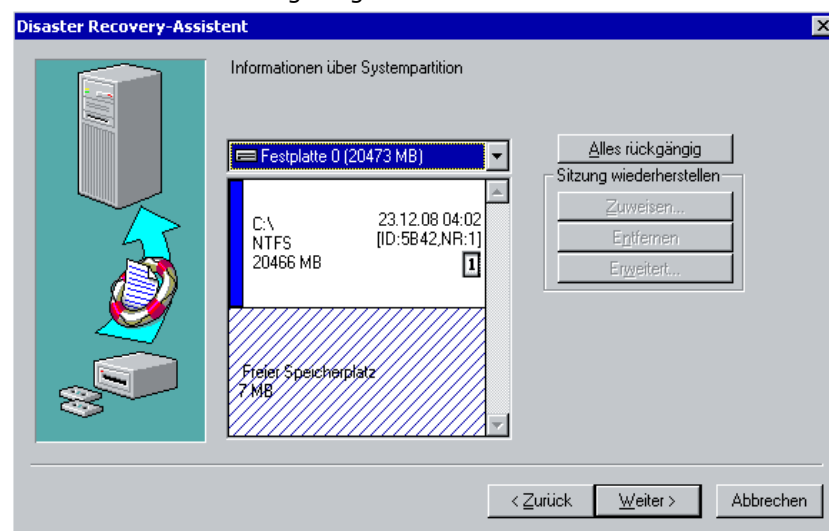 Disaster Recovery-Assistent
Informationen über Systempartition
Festplatte 0 (20473 MB)
Alles rückgängig
Sitzung wiederherstellen
C:\ 23.12.08 04:02
NTFS [ID:5B42,NR:1]
20466 MB 1
Zuweisen...
Entfernen
Erweitert...
Freier Speicherplatz
7 MB
< Zurück Weiter > Abbrechen